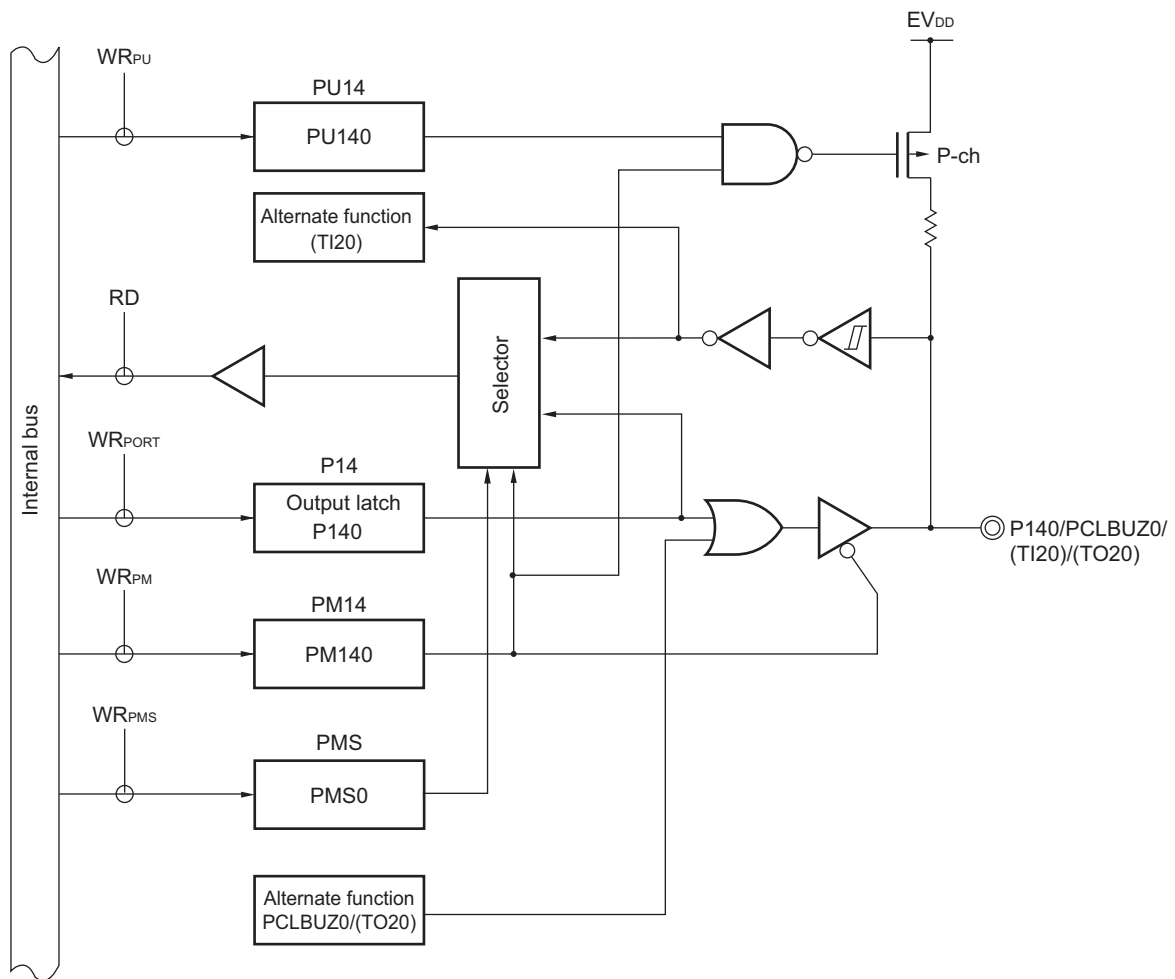 EVDD
WRPU
PU14
PU140
P-ch
Alternate function
(TI20)
RD
Selector
Internal bus
WRPORT
P14
Output latch
P140
P140/PCLBUZ0/
(TI20)/(TO20)
WRPM
PM14
PM140
WRPMS
PMS
PMS0
Alternate function
PCLBUZ0/(TO20)